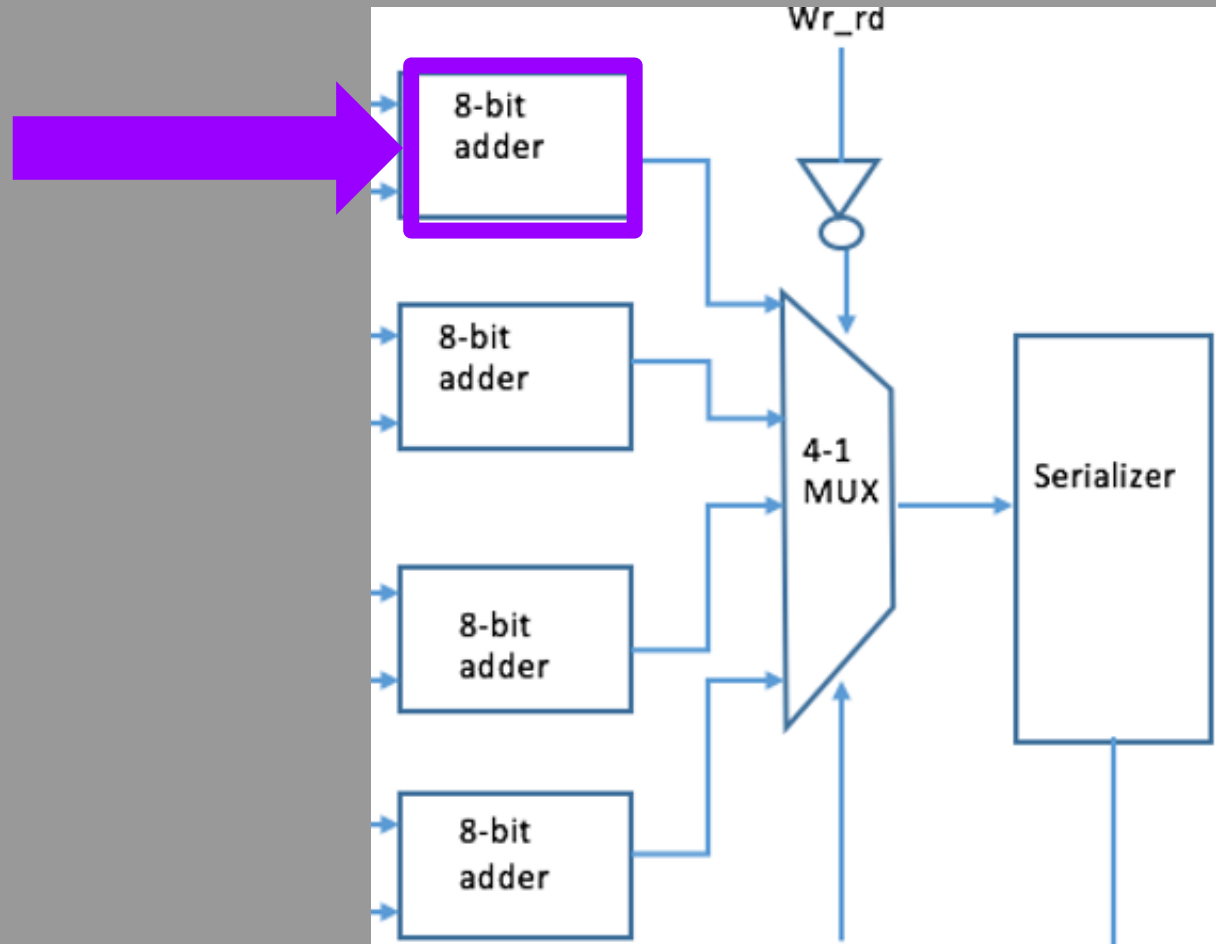 Wr_rd
8-bit
adder
8-bit
adder
4-1
MUX
Serializer
8-bit
adder
8-bit
adder